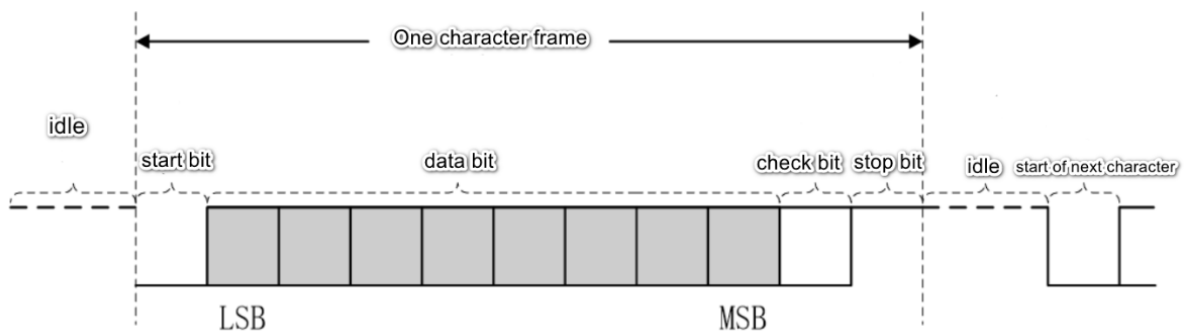 One character frame
idle
start bit
data bit
check bit
stop bit
idle
start of next character
LSB
MSB